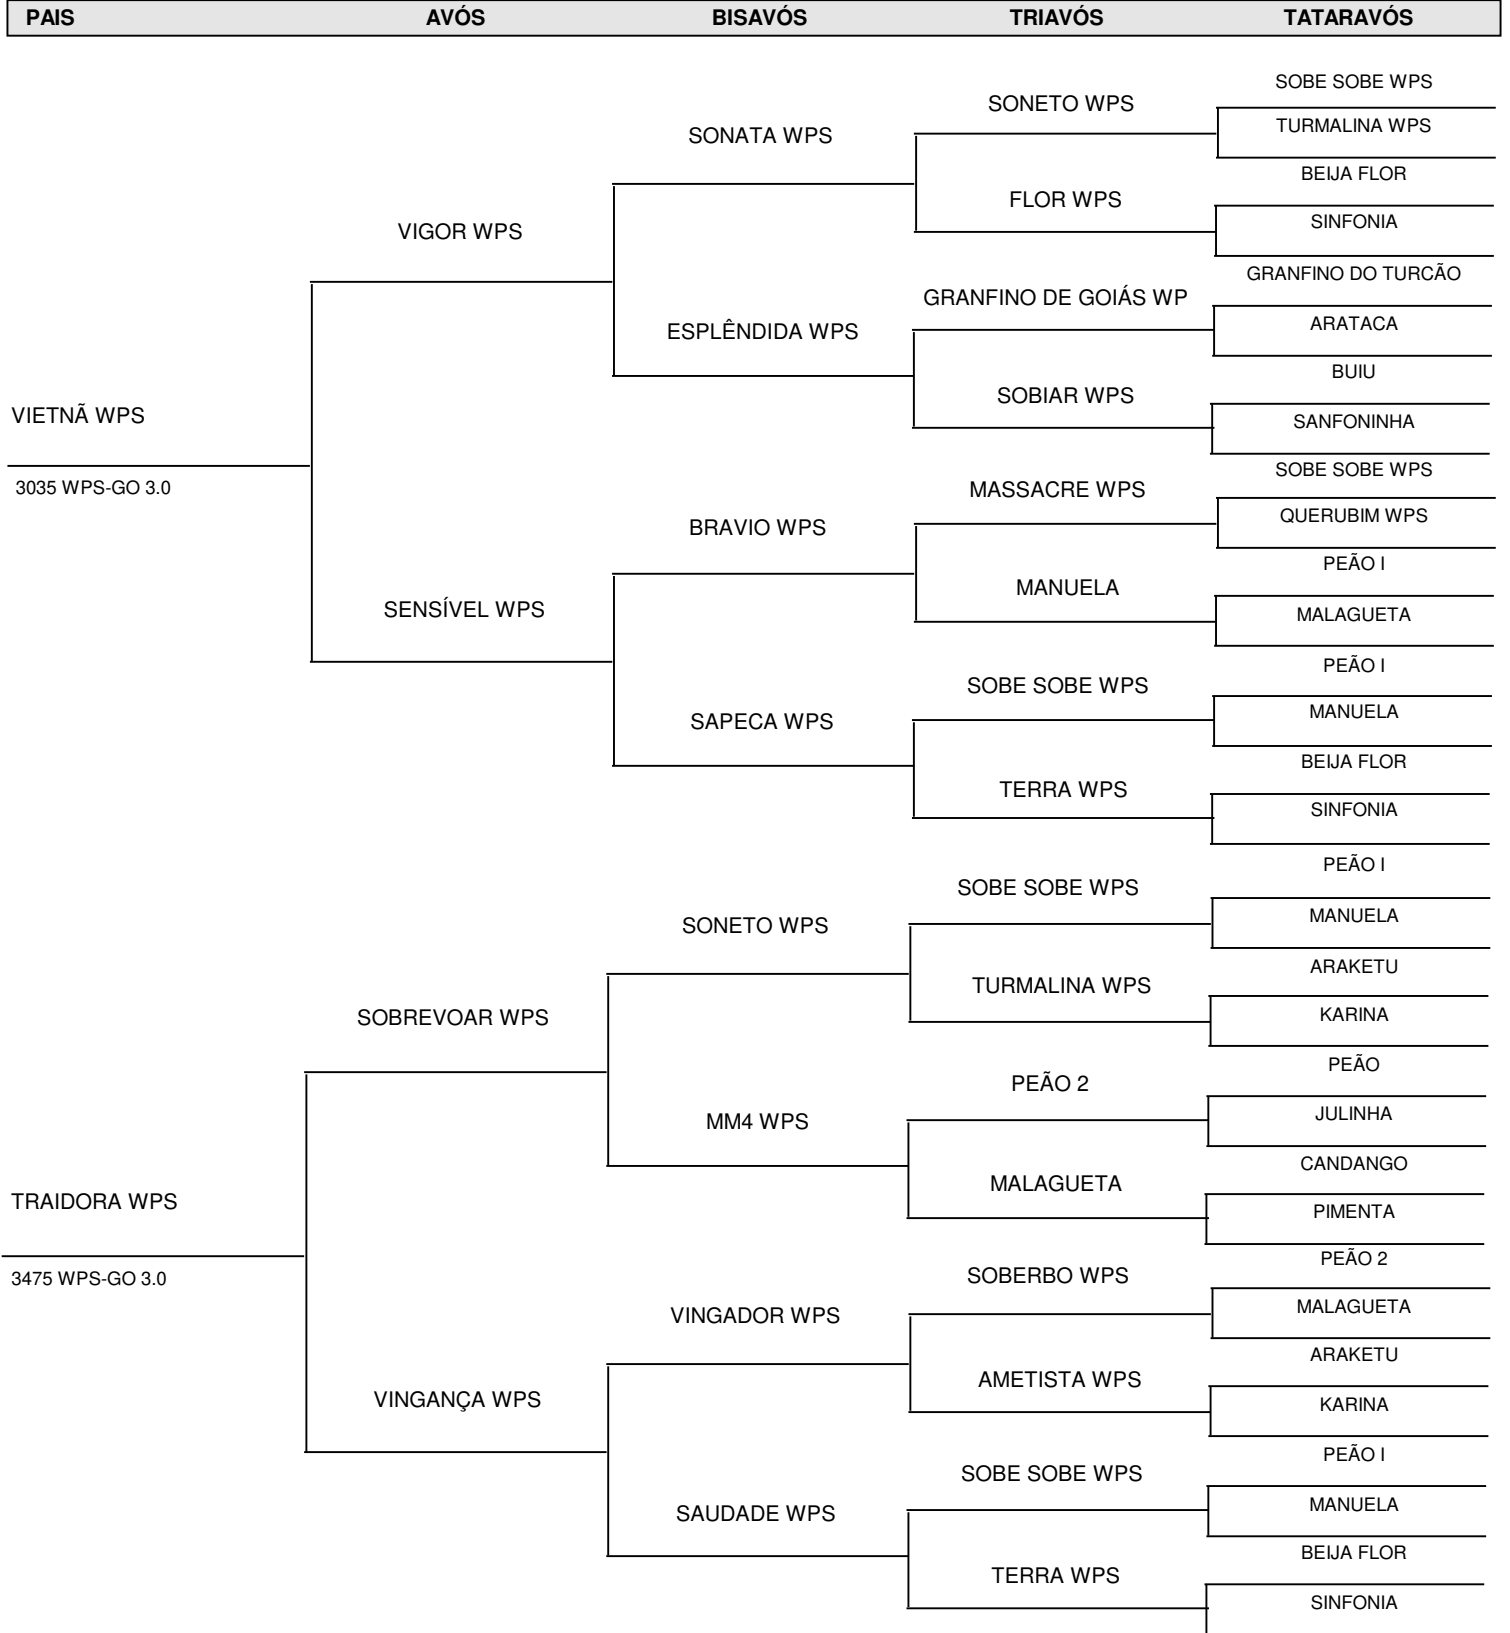 PAIS AVÓS BISAVÓS TRIAVÓS TATARAVÓS
SOBE SOBE WPS
SONETO WPS
TURMALINA WPS
SONATA WPS
BEIJA FLOR
FLOR WPS
SINFONIA
VIGOR WPS
GRANFINO DO TURCÃO
GRANFINO DE GOIÁS WP
ARATACA
ESPLÊNDIDA WPS
BUIU
SOBIAR WPS
SANFONINHA
VIETNÃ WPS
3035 WPS-GO 3.0
SOBE SOBE WPS
MASSACRE WPS
QUERUBIM WPS
BRAVIO WPS
PEÃO I
MANUELA
MALAGUETA
SENSÍVEL WPS
PEÃO I
SOBE SOBE WPS
MANUELA
SAPECA WPS
BEIJA FLOR
TERRA WPS
SINFONIA
PEÃO I
SOBE SOBE WPS
MANUELA
SONETO WPS
ARAKETU
TURMALINA WPS
KARINA
SOBREVOAR WPS
PEÃO
PEÃO 2
JULINHA
MM4 WPS
CANDANGO
MALAGUETA
PIMENTA
TRAIDORA WPS
3475 WPS-GO 3.0
PEÃO 2
SOBERBO WPS
MALAGUETA
VINGADOR WPS
ARAKETU
AMETISTA WPS
KARINA
VINGANÇA WPS
PEÃO I
SOBE SOBE WPS
MANUELA
SAUDADE WPS
BEIJA FLOR
TERRA WPS
SINFONIA